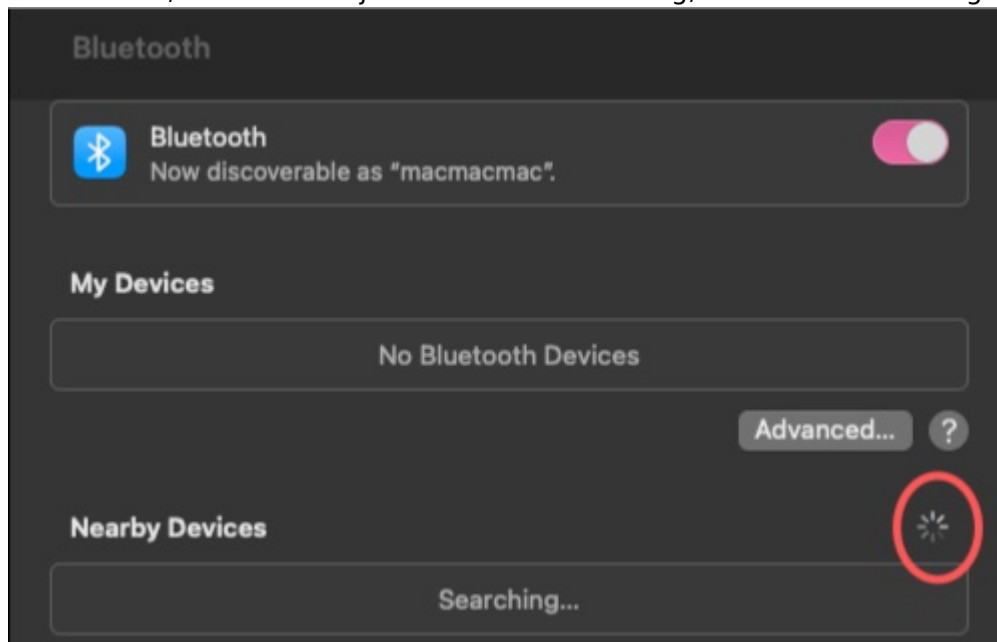 Bluetooth
Bluetooth
Now discoverable as “macmacmac”.
My Devices
No Bluetooth Devices
Advanced... ?
Nearby Devices
Searching...